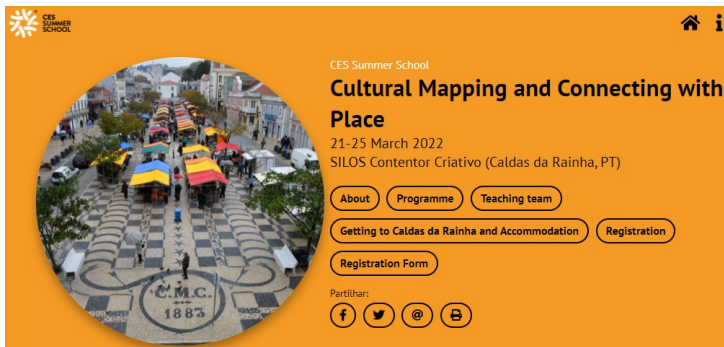 CES
SUMMER
SCHOOL
CES Summer School
Cultural Mapping and Connecting with
Place
21-25 March 2022
SILOS Contentor Criativo (Caldas da Rainha, PT)
About
Programme
Teaching team
Getting to Caldas da Rainha and Accommodation
Registration
Registration Form
Partilhar:
C.M.C.
1883